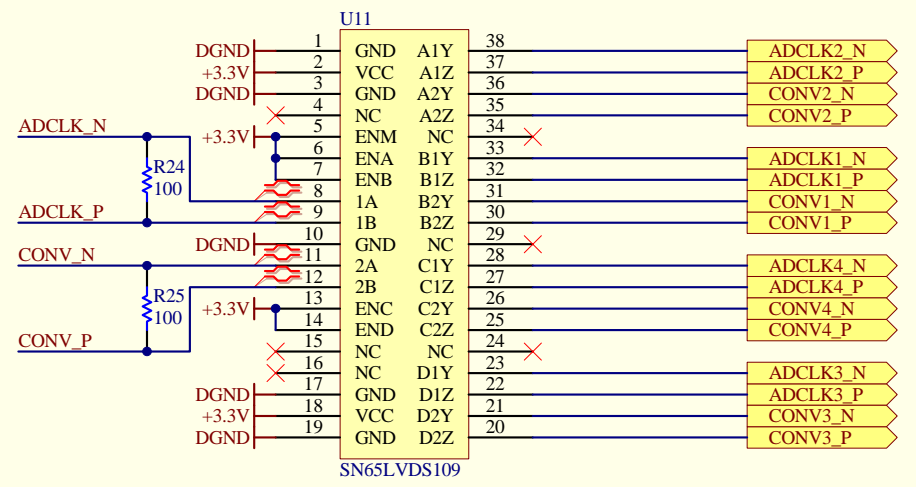 U11
DGND 1 GND A1Y 38 ADCLK2_N
+3.3V 2 VCC A1Z 37 ADCLK2_P
DGND 3 GND A2Y 36 CONV2_N
4 NC A2Z 35 CONV2_P
ADCLK_N +3.3V 5 ENM NC 34
6 ENA B1Y 33 ADCLK1_N
R24 7 ENB B1Z 32 ADCLK1_P
100 8 1A B2Y 31 CONV1_N
ADCLK_P 9 1B B2Z 30 CONV1_P
DGND 10 GND NC 29
CONV_N 11 2A C1Y 28 ADCLK4_N
12 2B C1Z 27 ADCLK4_P
R25 +3.3V 13 ENC C2Y 26 CONV4_N
100 14 END C2Z 25 CONV4_P
CONV_P 15 NC NC 24
16 NC D1Y 23 ADCLK3_N
DGND 17 GND D1Z 22 ADCLK3_P
+3.3V 18 VCC D2Y 21 CONV3_N
DGND 19 GND D2Z 20 CONV3_P
SN65LVDS109